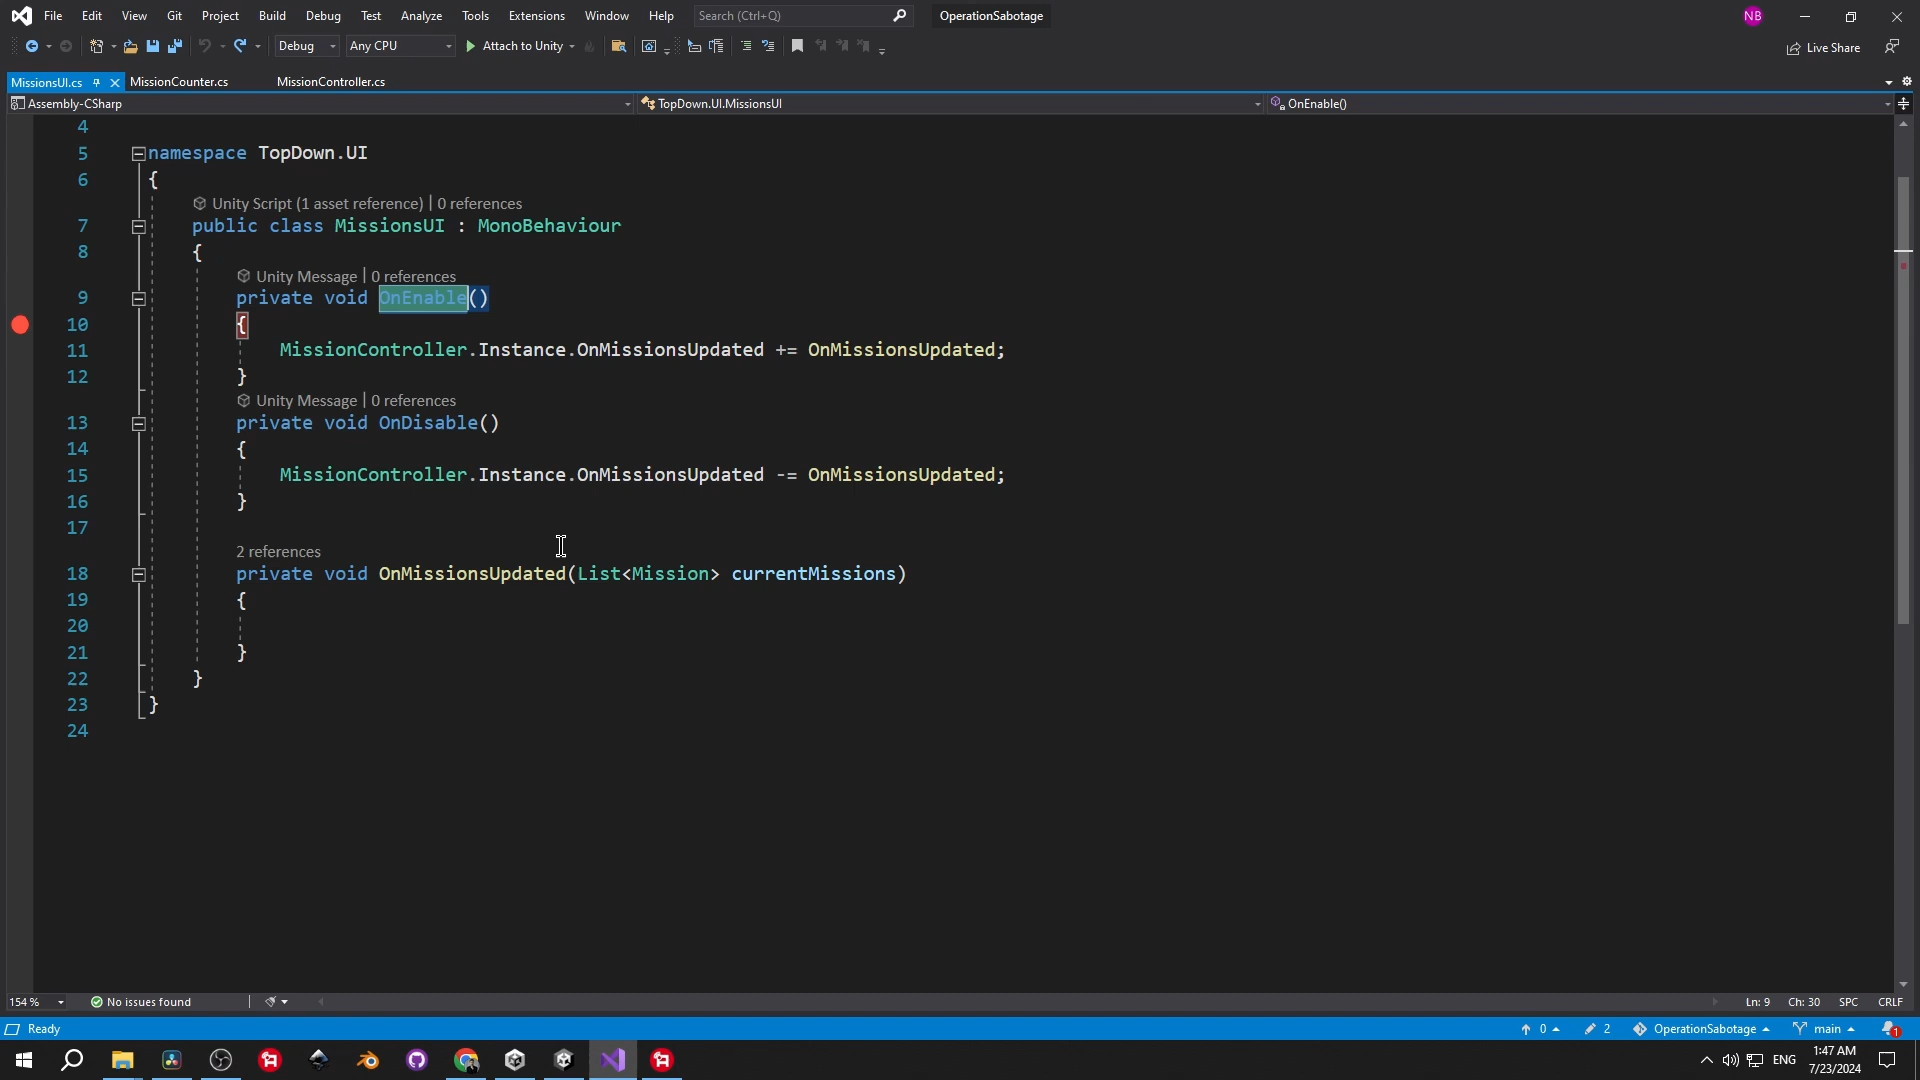 File Edit View Git Project Build Debug Test Analyze Tools Extensions Window Help Search (Ctrl+Q) OperationSabotage NB
Debug Any CPU Attach to Unity Live Share
MissionsUI.cs MissionCounter.cs MissionController.cs
Assembly-CSharp TopDown.UI.MissionsUI OnEnable()
4
5 namespace TopDown.UI
6 {
Unity Script (1 asset reference) | 0 references
7 public class MissionsUI : MonoBehaviour
8 {
Unity Message | 0 references
9 private void OnEnable()
10 {
11 MissionController.Instance.OnMissionsUpdated += OnMissionsUpdated;
12 }
Unity Message | 0 references
13 private void OnDisable()
14 {
15 MissionController.Instance.OnMissionsUpdated -= OnMissionsUpdated;
16 }
17
2 references
18 private void OnMissionsUpdated(List<Mission> currentMissions)
19 {
20
21 }
22 }
23 }
24
154 % No issues found Ln: 9 Ch: 30 SPC CRLF
Ready 0 2 OperationSabotage main 1
ENG 1:47 AM
7/23/2024